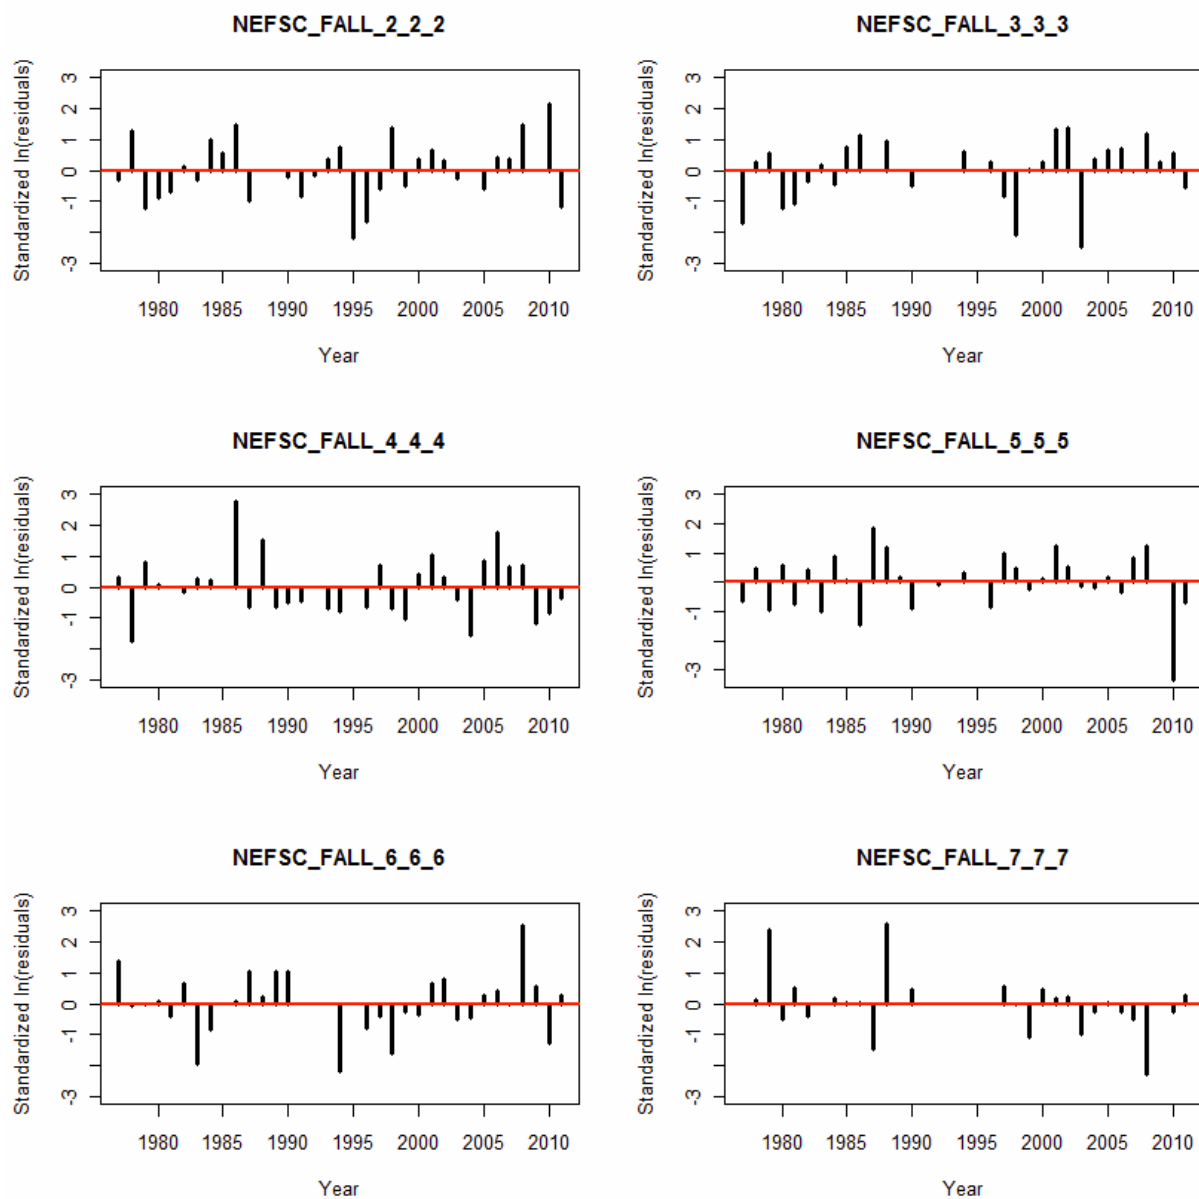 NEFSC_FALL_2_2_2
Standardized ln(residuals)
3
2
1
0
-1
-3
1980 1985 1990 1995 2000 2005 2010
Year
NEFSC_FALL_3_3_3
Standardized ln(residuals)
3
2
1
0
-1
-3
1980 1985 1990 1995 2000 2005 2010
Year
NEFSC_FALL_4_4_4
Standardized ln(residuals)
3
2
1
0
-1
-3
1980 1985 1990 1995 2000 2005 2010
Year
NEFSC_FALL_5_5_5
Standardized ln(residuals)
3
2
1
0
-1
-3
1980 1985 1990 1995 2000 2005 2010
Year
NEFSC_FALL_6_6_6
Standardized ln(residuals)
3
2
1
0
-1
-3
1980 1985 1990 1995 2000 2005 2010
Year
NEFSC_FALL_7_7_7
Standardized ln(residuals)
3
2
1
0
-1
-3
1980 1985 1990 1995 2000 2005 2010
Year